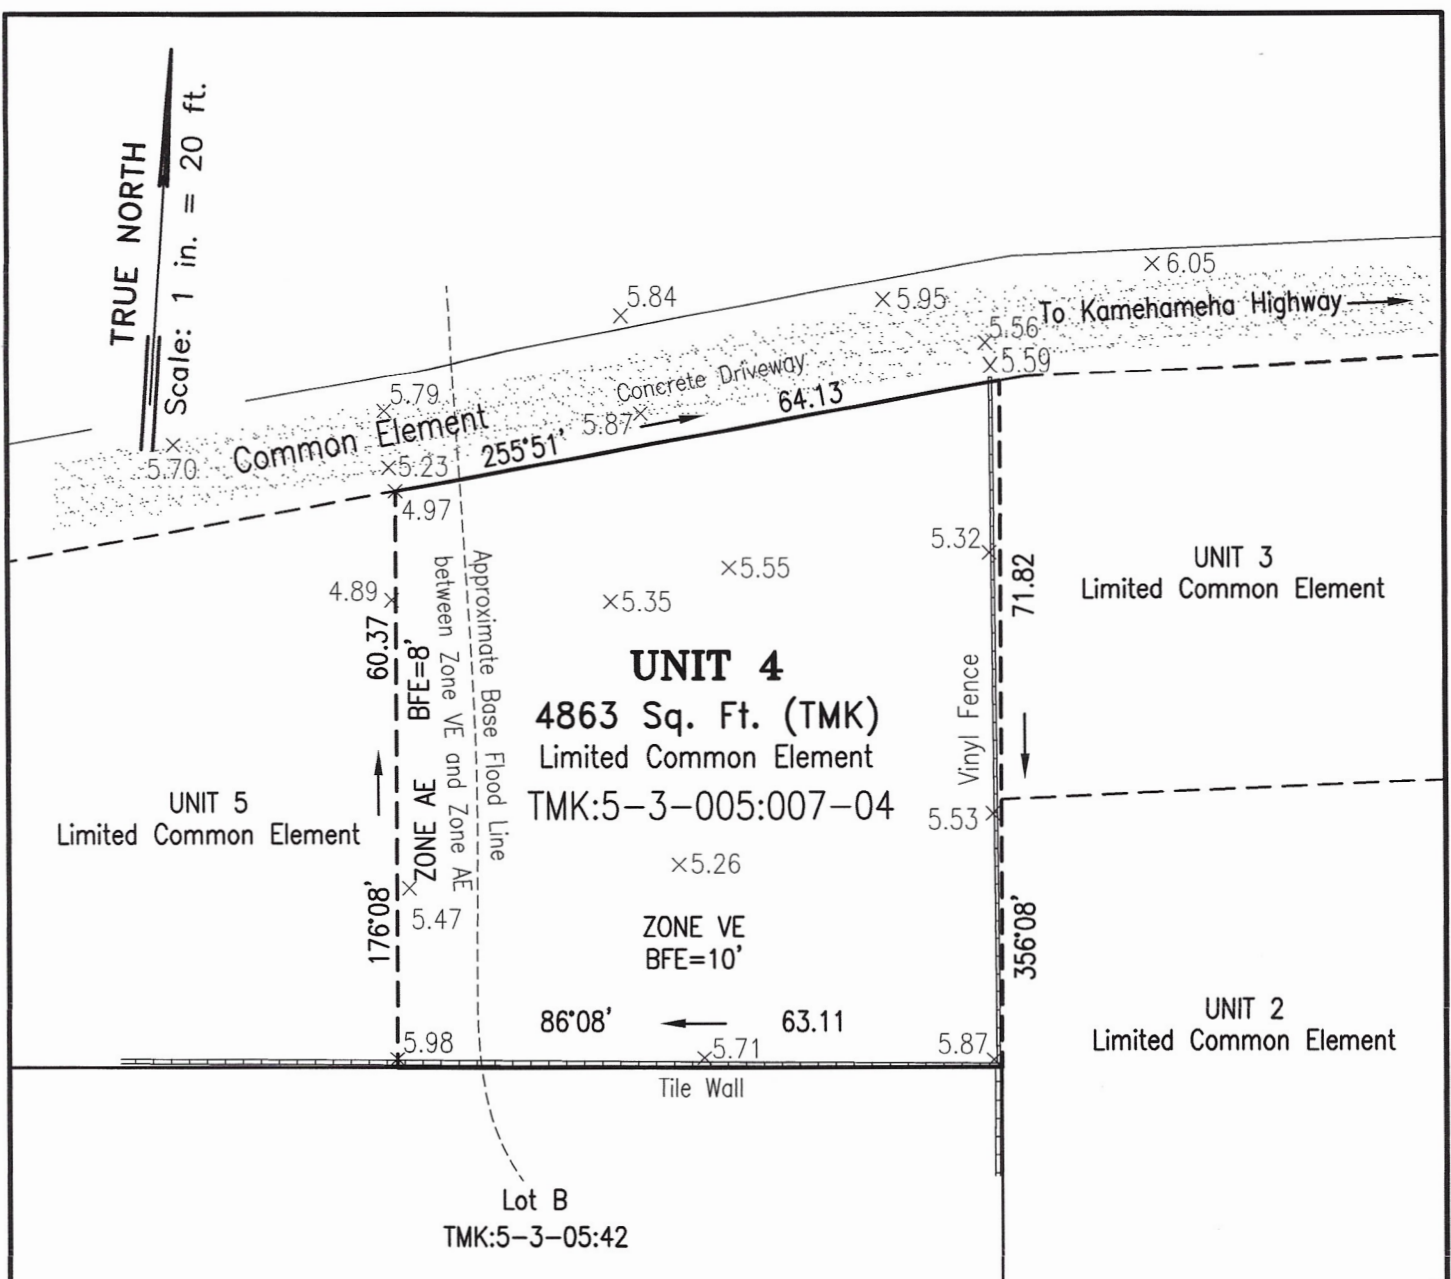 TRUE NORTH
Scale: 1 in. = 20 ft.
6.05
5.84
5.95
To Kamehameha Highway
5.56
5.59
5.79
Concrete Driveway
64.13
5.87
Common Element
255°51'
5.70
5.23
4.97
5.32
5.55
UNIT 3
Limited Common Element
4.89
5.35
71.82
60.37
BFE=8'
ZONE AE
Approximate Base Flood Line
between Zone VE and Zone AE
UNIT 4
4863 Sq. Ft. (TMK)
Limited Common Element
TMK:5-3-005:007-04
Vinyl Fence
UNIT 5
Limited Common Element
5.53
5.26
176°08'
5.47
ZONE VE
BFE=10'
356°08'
86°08'
63.11
UNIT 2
Limited Common Element
5.98
5.71
5.87
Tile Wall
Lot B
TMK:5-3-05:42